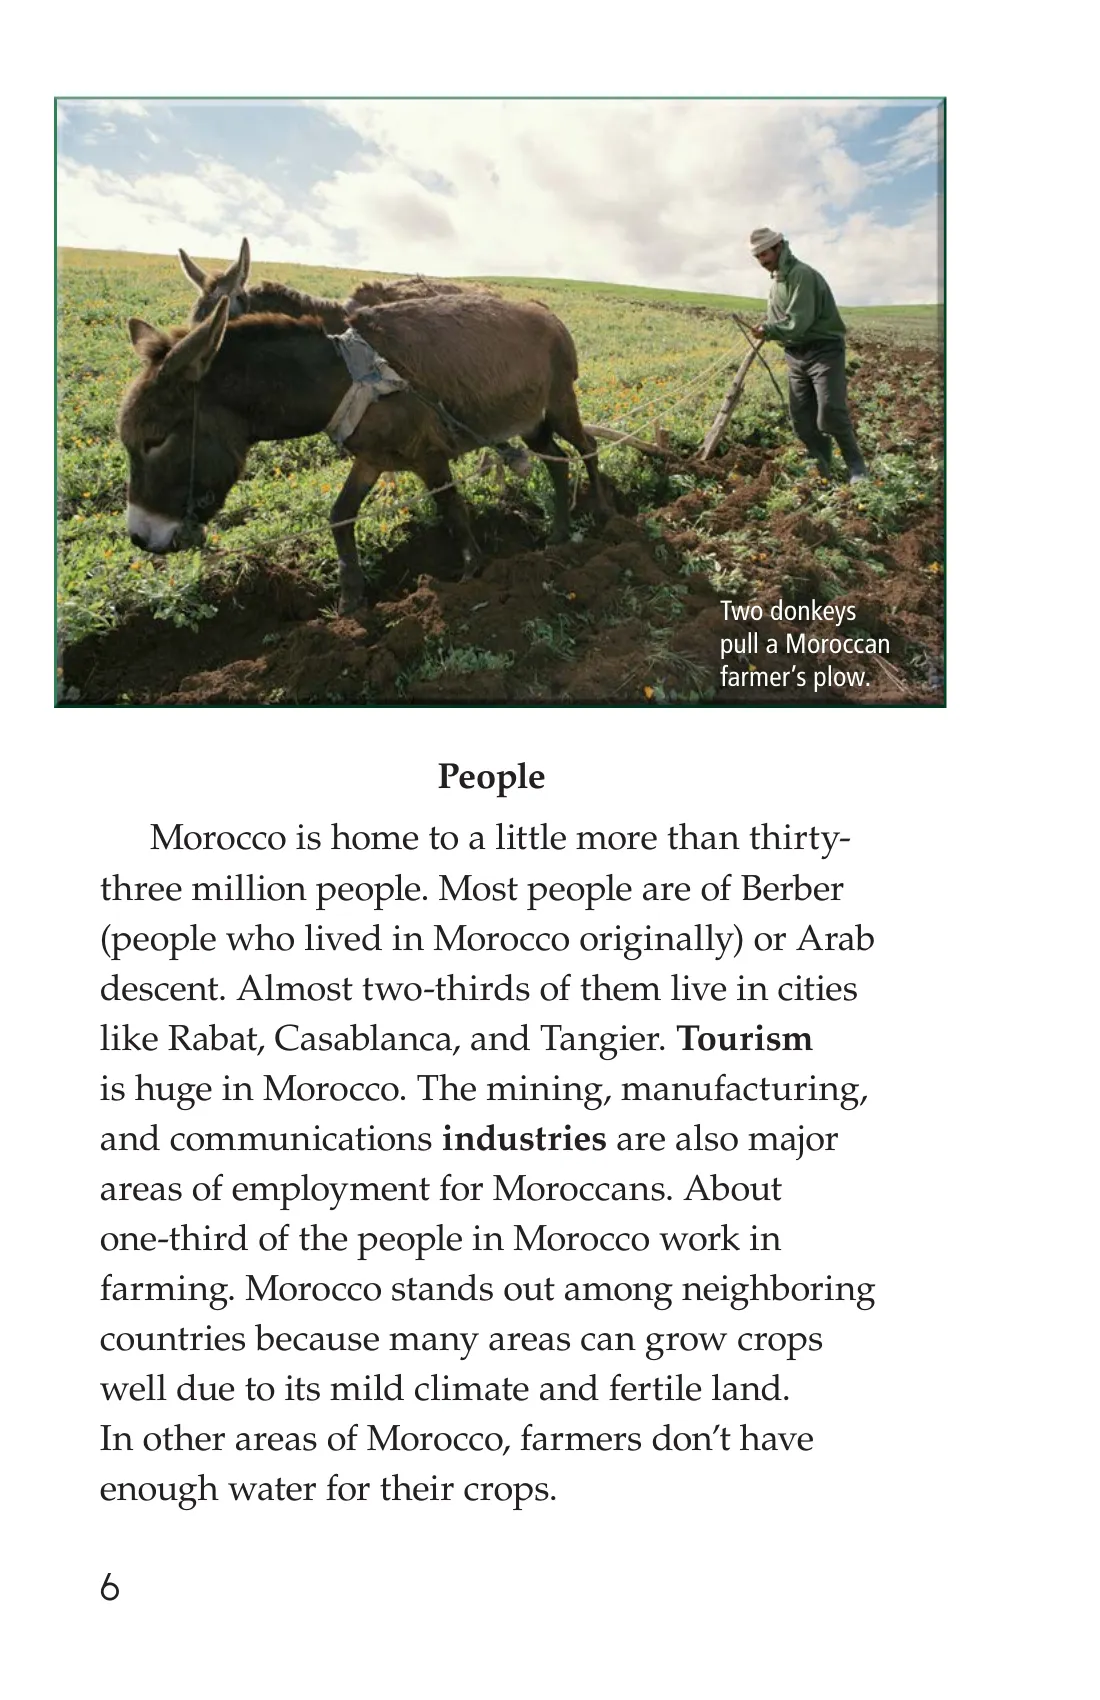 Two donkeys
pull a Moroccan
farmer’s plow.
People
Morocco is home to a little more than thirty-
three million people. Most people are of Berber
(people who lived in Morocco originally) or Arab
descent. Almost two-thirds of them live in cities
like Rabat, Casablanca, and Tangier. Tourism
is huge in Morocco. The mining, manufacturing,
and communications industries are also major
areas of employment for Moroccans. About
one-third of the people in Morocco work in
farming. Morocco stands out among neighboring
countries because many areas can grow crops
well due to its mild climate and fertile land.
In other areas of Morocco, farmers don’t have
enough water for their crops.
6